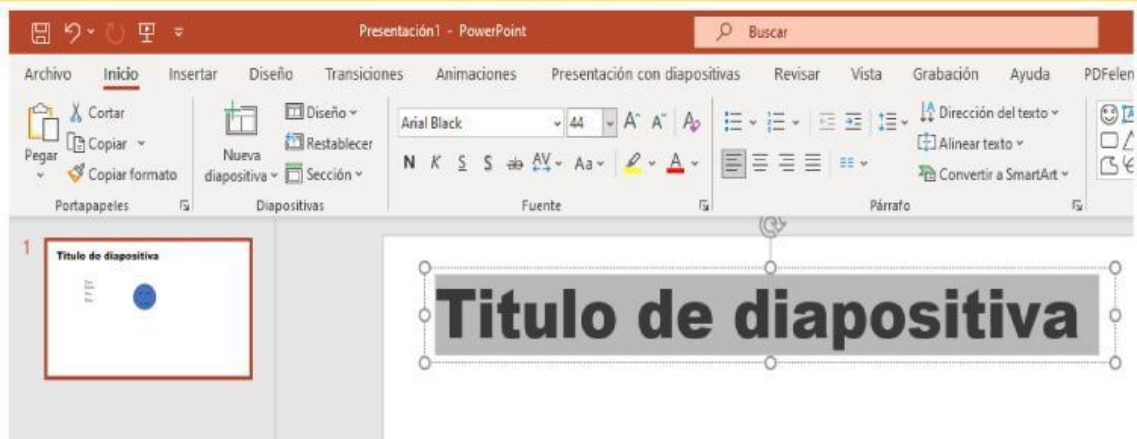 Presentación1 - PowerPoint
Buscar
Archivo Inicio Insertar Diseño Transiciones Animaciones Presentación con diapositivas Revisar Vista Grabación Ayuda PDFelen
Pegar
Cortar
Copiar
Copiar formato
Portapapeles
Nueva
diapositiva
Diseño
Restablecer
Sección
Diapositivas
Arial Black 44 A A A
N K S S ab AV Aa A
Fuente
Dirección del texto
Alinear texto
Convertir a SmartArt
Párrafo
1
Titulo de diapositiva
Titulo de diapositiva